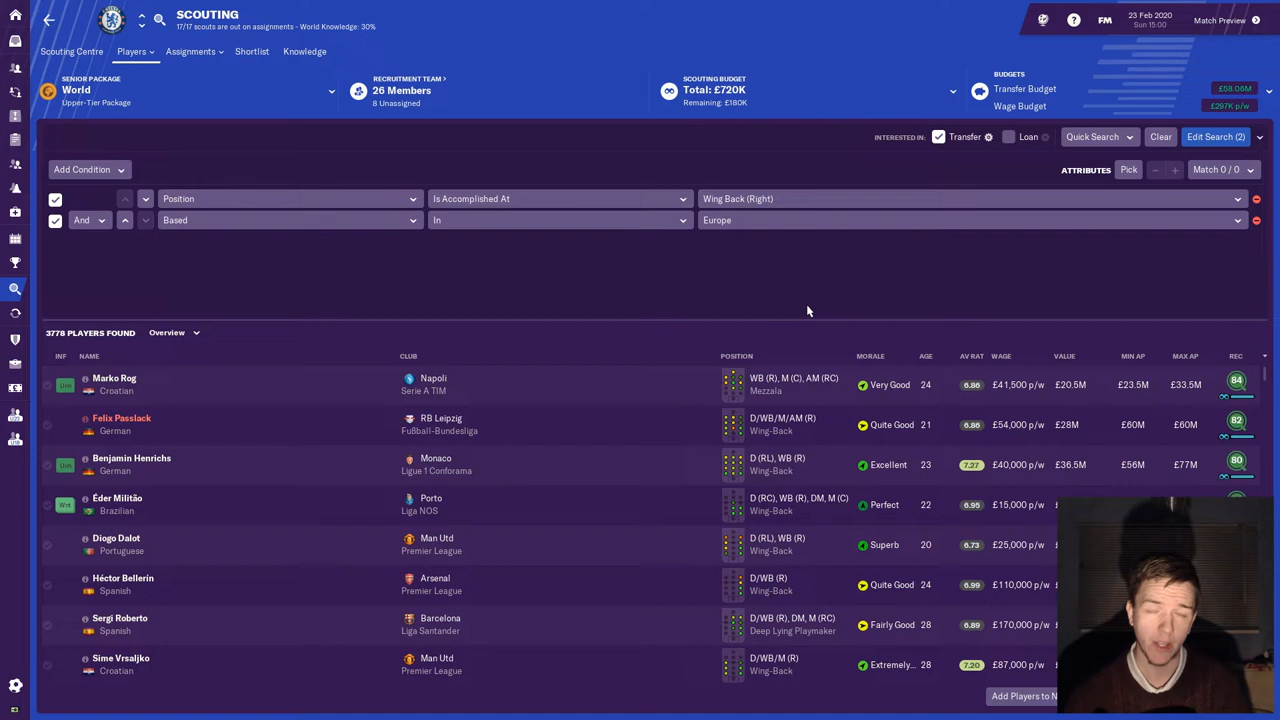 SCOUTING
17/17 scouts are out on assignments - World Knowledge: 30%
FM
23 Feb 2020
Sun 15:00
Match Preview
Scouting Centre
Players
Assignments
Shortlist
Knowledge
SENIOR PACKAGE
World
Upper-Tier Package
RECRUITMENT TEAM >
26 Members
8 Unassigned
SCOUTING BUDGET
Total: £720K
Remaining: £180K
BUDGETS
Transfer Budget £58.06M
Wage Budget £297K p/w
INTERESTED IN: Transfer Loan Quick Search Clear Edit Search (2)
Add Condition
ATTRIBUTES Pick Match 0 / 0
Position Is Accomplished At Wing Back (Right)
And Based In Europe
3778 PLAYERS FOUND Overview
INF NAME CLUB POSITION MORALE AGE AV RAT WAGE VALUE MIN AP MAX AP REC
Marko Rog Napoli WB (R), M (C), AM (RC)
Unh Very Good 24 6.86 £41,500 p/w £20.5M £23.5M £33.5M 84
Croatian Serie A TIM Mezzala
Felix Passlack RB Leipzig D/WB/M/AM (R)
Quite Good 21 6.86 £54,000 p/w £28M £60M £60M 82
German Fußball-Bundesliga Wing-Back
Benjamin Henrichs Monaco D (RL), WB (R)
Unh Excellent 23 7.27 £40,000 p/w £36.5M £56M £77M 80
German Ligue 1 Conforama Wing-Back
Éder Militão Porto D (RC), WB (R), DM, M (C)
Wnt Perfect 22 6.95 £15,000 p/w
Brazilian Liga NOS Wing-Back
Diogo Dalot Man Utd D (RL), WB (R)
Superb 20 6.73 £25,000 p/w
Portuguese Premier League Wing-Back
Héctor Bellerín Arsenal D/WB (R)
Quite Good 24 6.99 £110,000 p/w
Spanish Premier League Wing-Back
Sergi Roberto Barcelona D/WB (R), DM, M (RC)
Fairly Good 28 6.89 £170,000 p/w
Spanish Liga Santander Deep Lying Playmaker
Sime Vrsaljko Man Utd D/WB/M (R)
Extremely... 28 7.20 £87,000 p/w
Croatian Premier League Wing-Back
Add Players to N